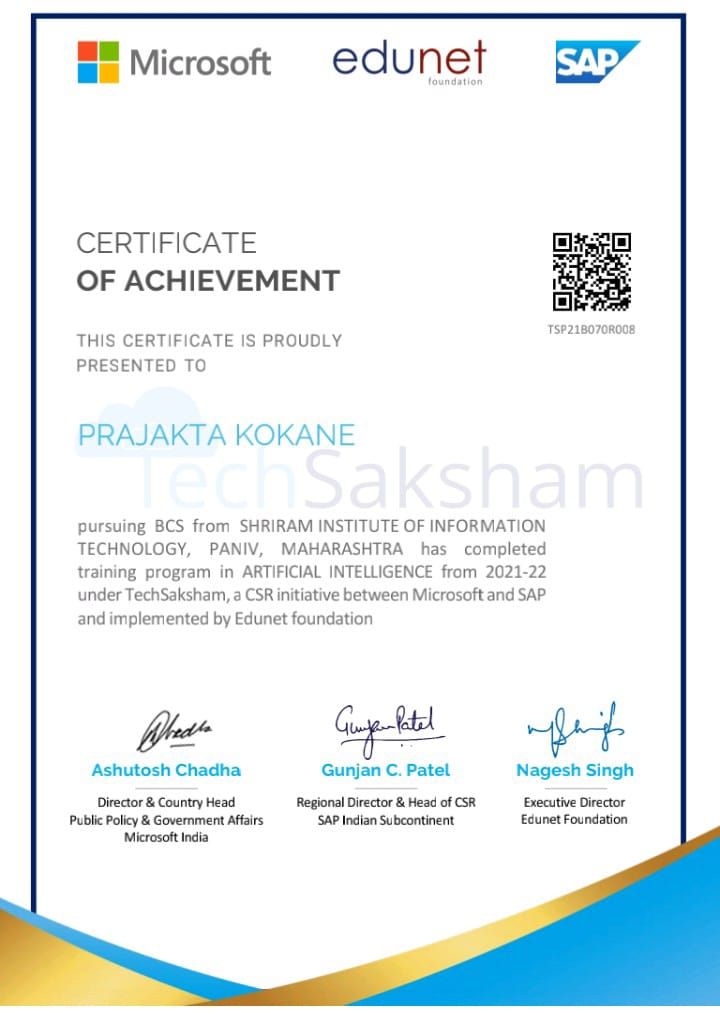 Microsoft
edunet
foundation
SAP
CERTIFICATE
OF ACHIEVEMENT
TSP21B070R008
THIS CERTIFICATE IS PROUDLY
PRESENTED TO
PRAJAKTA KOKANE
TechSaksham
pursuing BCS from SHRIRAM INSTITUTE OF INFORMATION
TECHNOLOGY, PANIV, MAHARASHTRA has completed
training program in ARTIFICIAL INTELLIGENCE from 2021-22
under TechSaksham, a CSR initiative between Microsoft and SAP
and implemented by Edunet foundation
Gunjan Patel
Ashutosh Chadha
Director & Country Head
Public Policy & Government Affairs
Microsoft India
Gunjan C. Patel
Regional Director & Head of CSR
SAP Indian Subcontinent
Nagesh Singh
Executive Director
Edunet Foundation